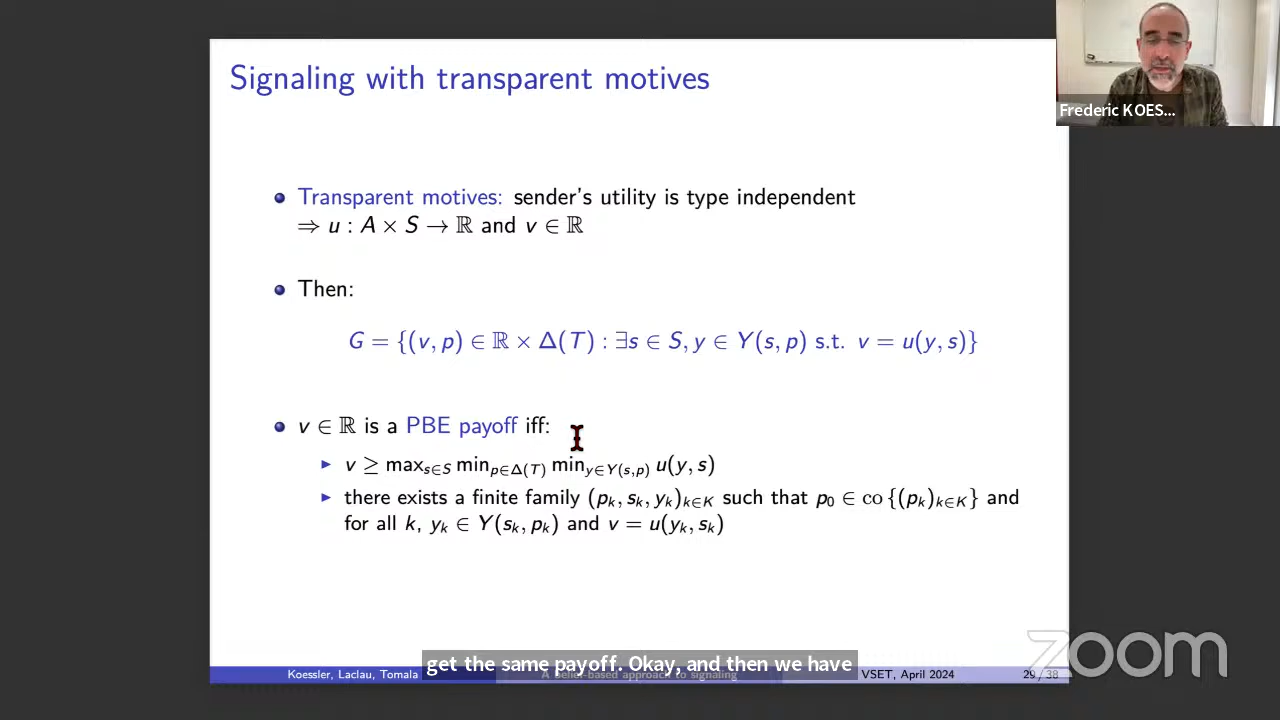 Signaling with transparent motives
Transparent motives: sender's utility is type independent
⇒ u : A × S → ℝ and v ∈ ℝ
Then:
G = {(v, p) ∈ ℝ × Δ(T) : ∃s ∈ S, y ∈ Y(s, p) s.t. v = u(y, s)}
v ∈ ℝ is a PBE payoff iff:
v ≥ max_{s∈S} min_{p∈Δ(T)} min_{y∈Y(s,p)} u(y, s)
there exists a finite family (p_k, s_k, y_k)_{k∈K} such that p_0 ∈ co {(p_k)_{k∈K}} and
for all k, y_k ∈ Y(s_k, p_k) and v = u(y_k, s_k)
Frederic KOES...
get the same payoff. Okay, and then we have
Koessler, Laclau, Tomala
A belief-based approach to signaling
VSET, April 2024
29 / 38
zoom